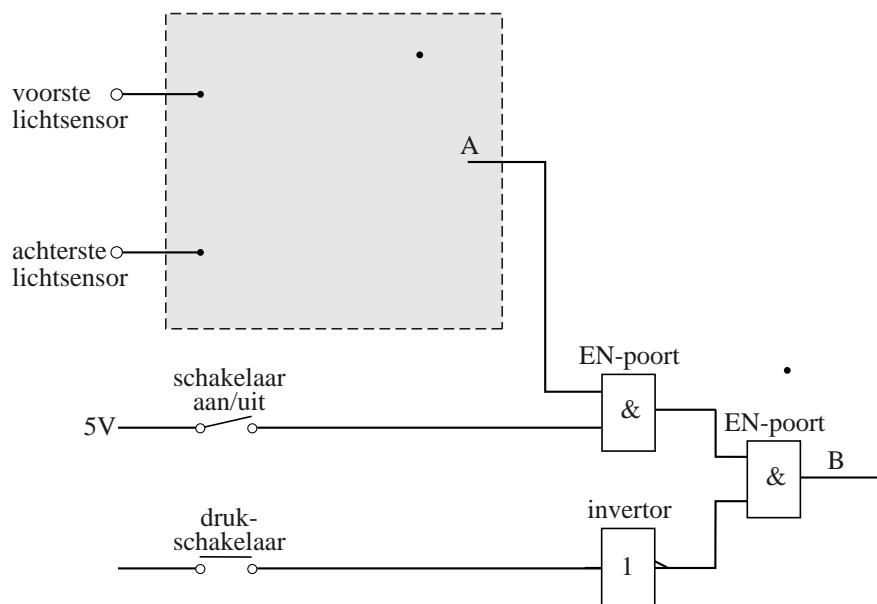 voorste
lichtsensor
A
achterste
lichtsensor
EN-poort
schakelaar
aan/uit
&
EN-poort
5V
&
B
druk-
schakelaar
invertor
1